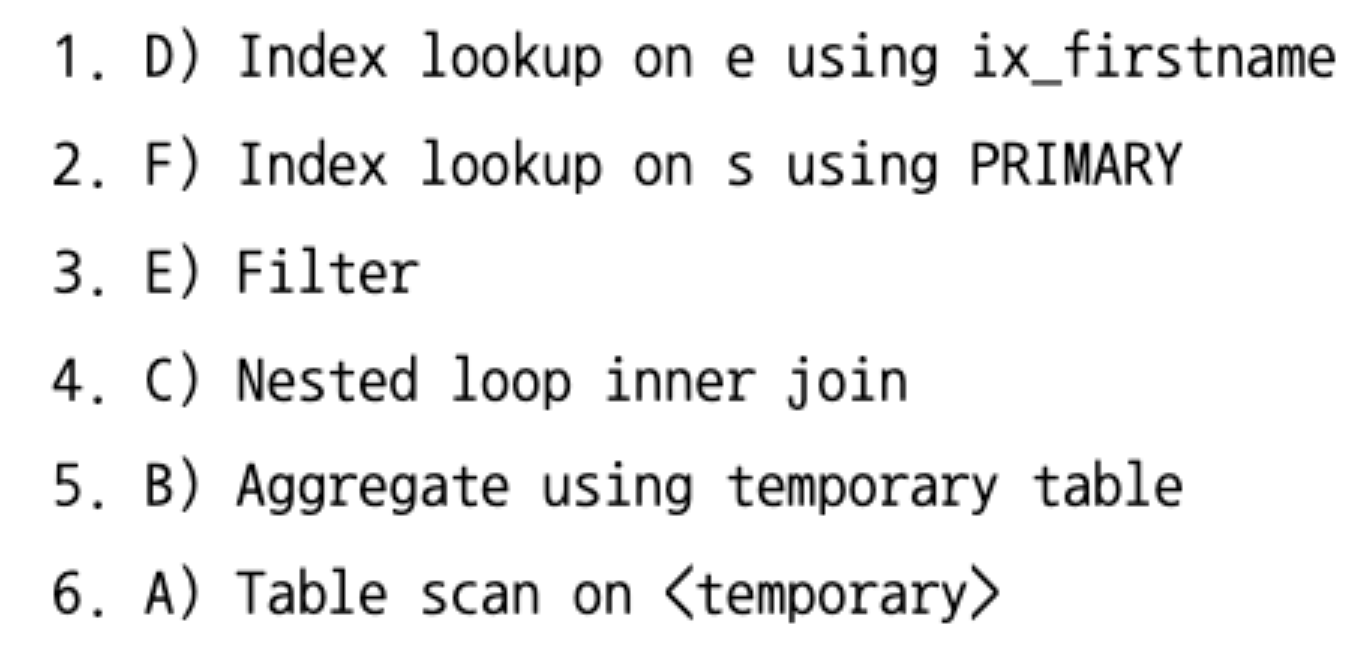 1. D) Index lookup on e using ix_firstname
2. F) Index lookup on s using PRIMARY
3. E) Filter
4. C) Nested loop inner join
5. B) Aggregate using temporary table
6. A) Table scan on <temporary>